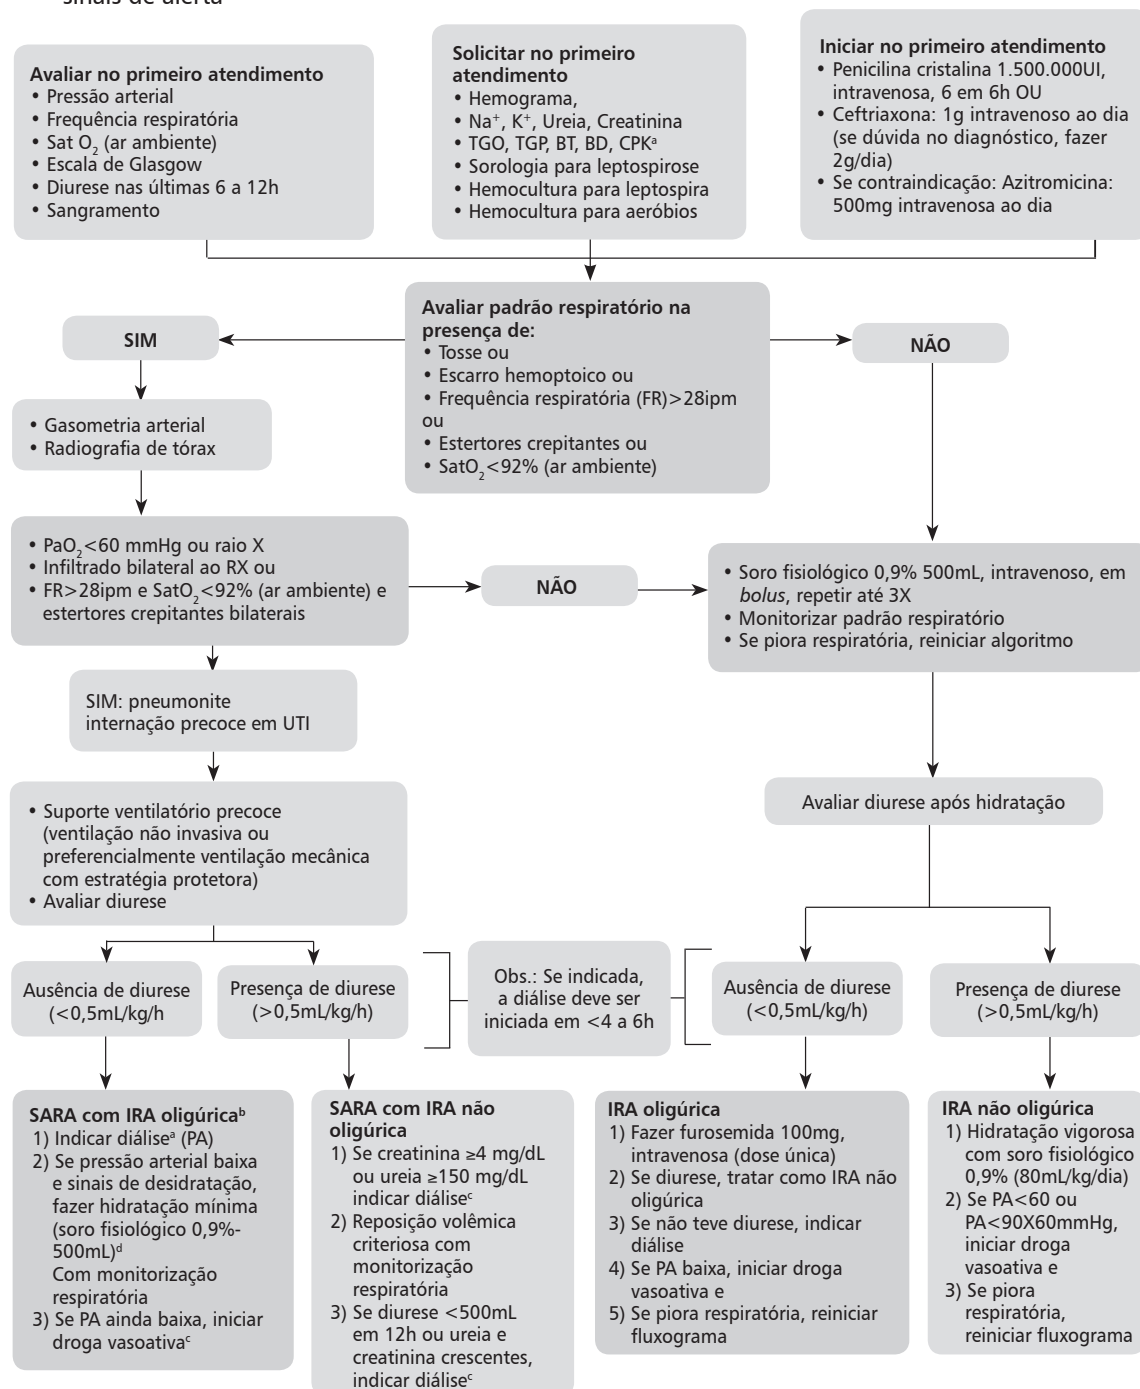 sinais de alerta
Avaliar no primeiro atendimento
• Pressão arterial
• Frequência respiratória
• Sat O₂ (ar ambiente)
• Escala de Glasgow
• Diurese nas últimas 6 a 12h
• Sangramento
Solicitar no primeiro
atendimento
• Hemograma,
• Na⁺, K⁺, Ureia, Creatinina
• TGO, TGP, BT, BD, CPKᵃ
• Sorologia para leptospirose
• Hemocultura para leptospira
• Hemocultura para aeróbios
Iniciar no primeiro atendimento
• Penicilina cristalina 1.500.000UI,
intravenosa, 6 em 6h OU
• Ceftriaxona: 1g intravenoso ao dia
(se dúvida no diagnóstico, fazer
2g/dia)
• Se contraindicação: Azitromicina:
500mg intravenosa ao dia
Avaliar padrão respiratório na
presença de:
• Tosse ou
• Escarro hemoptoico ou
• Frequência respiratória (FR)>28ipm
ou
• Estertores crepitantes ou
• SatO₂<92% (ar ambiente)
SIM
NÃO
• Gasometria arterial
• Radiografia de tórax
• PaO₂<60 mmHg ou raio X
• Infiltrado bilateral ao RX ou
• FR>28ipm e SatO₂<92% (ar ambiente) e
estertores crepitantes bilaterais
NÃO
• Soro fisiológico 0,9% 500mL, intravenoso, em
bolus, repetir até 3X
• Monitorizar padrão respiratório
• Se piora respiratória, reiniciar algoritmo
SIM: pneumonite
internação precoce em UTI
• Suporte ventilatório precoce
(ventilação não invasiva ou
preferencialmente ventilação mecânica
com estratégia protetora)
• Avaliar diurese
Avaliar diurese após hidratação
Ausência de diurese
(<0,5mL/kg/h
Presença de diurese
(>0,5mL/kg/h)
Obs.: Se indicada,
a diálise deve ser
iniciada em <4 a 6h
Ausência de diurese
(<0,5mL/kg/h)
Presença de diurese
(>0,5mL/kg/h)
SARA com IRA oligúricaᵇ
1) Indicar diáliseᵃ (PA)
2) Se pressão arterial baixa
e sinais de desidratação,
fazer hidratação mínima
(soro fisiológico 0,9%-
500mL)ᵈ
Com monitorização
respiratória
3) Se PA ainda baixa, iniciar
droga vasoativaᶜ
SARA com IRA não
oligúrica
1) Se creatinina ≥4 mg/dL
ou ureia ≥150 mg/dL
indicar diáliseᶜ
2) Reposição volêmica
criteriosa com
monitorização
respiratória
3) Se diurese <500mL
em 12h ou ureia e
creatinina crescentes,
indicar diáliseᶜ
IRA oligúrica
1) Fazer furosemida 100mg,
intravenosa (dose única)
2) Se diurese, tratar como IRA não
oligúrica
3) Se não teve diurese, indicar
diálise
4) Se PA baixa, iniciar droga
vasoativa e
5) Se piora respiratória, reiniciar
fluxograma
IRA não oligúrica
1) Hidratação vigorosa
com soro fisiológico
0,9% (80mL/kg/dia)
2) Se PA<60 ou
PA<90X60mmHg,
iniciar droga
vasoativa e
3) Se piora
respiratória,
reiniciar fluxograma